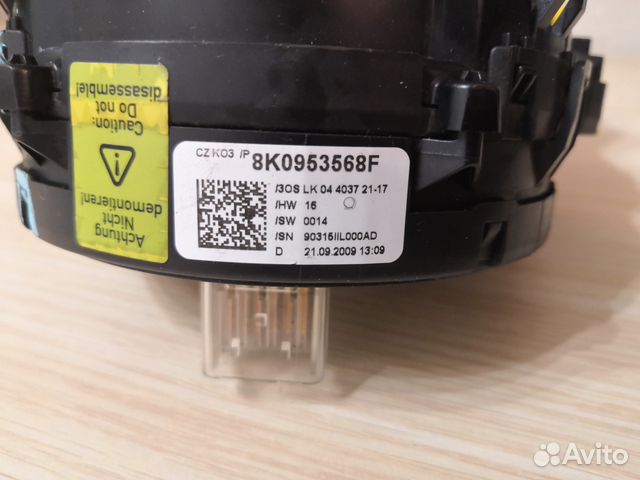 Achtung
Nicht
demontieren!
Caution:
Do not
disassemble!
CZ KO3 /P 8K0953568F
/3OS LK 04 4037 21-17
/HW 16
/SW 0014
/SN 90315IIL000AD
D 21.09.2009 13:09
Avito